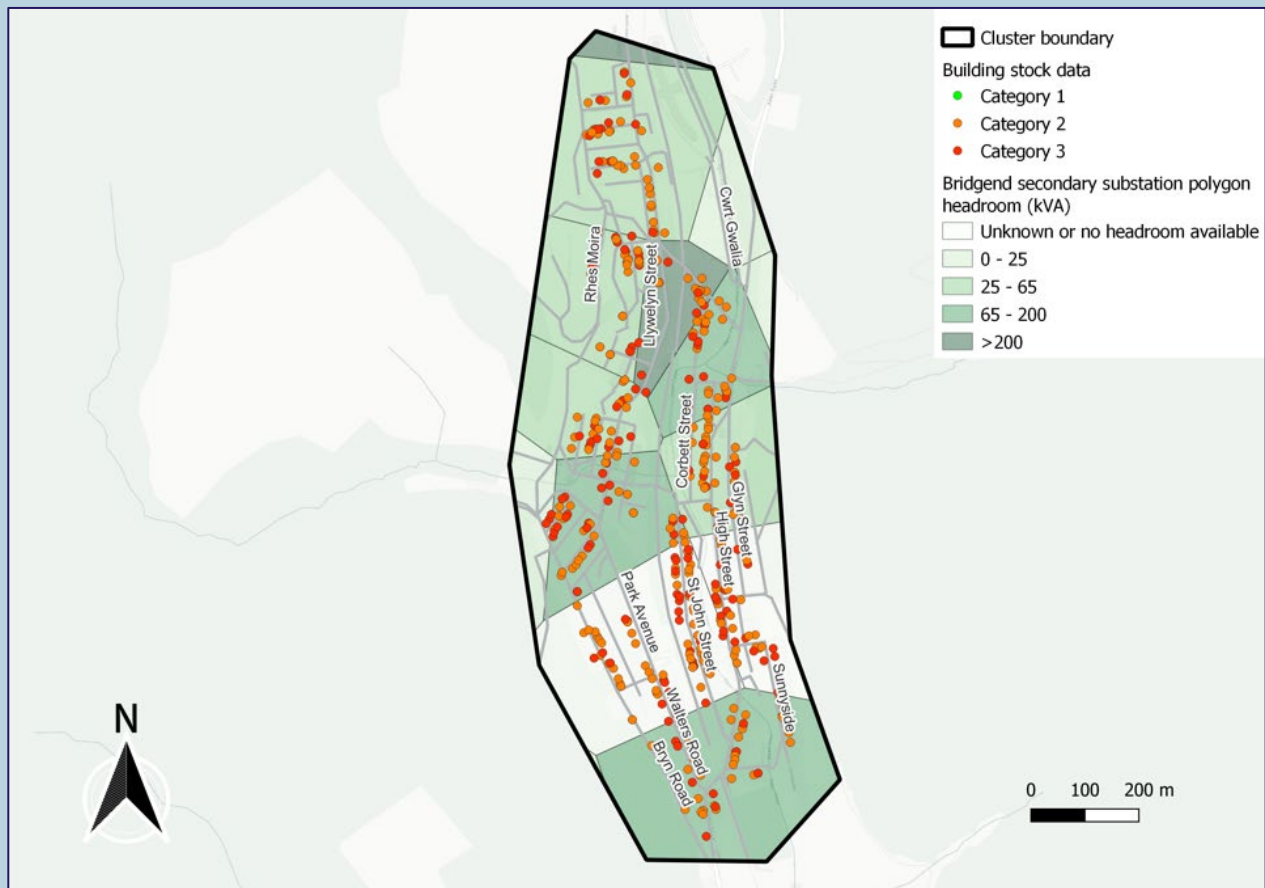 Cluster boundary
Building stock data
Category 1
Category 2
Category 3
Bridgend secondary substation polygon
headroom (kVA)
Unknown or no headroom available
0 - 25
25 - 65
65 - 200
>200
Cwrt Gwalia
Rhes Moira
Llywelyn Street
Corbett Street
Glyn Street
High Street
St John Street
Park Avenue
Sunnyside
Walters Road
Bryn Road
N
0 100 200 m